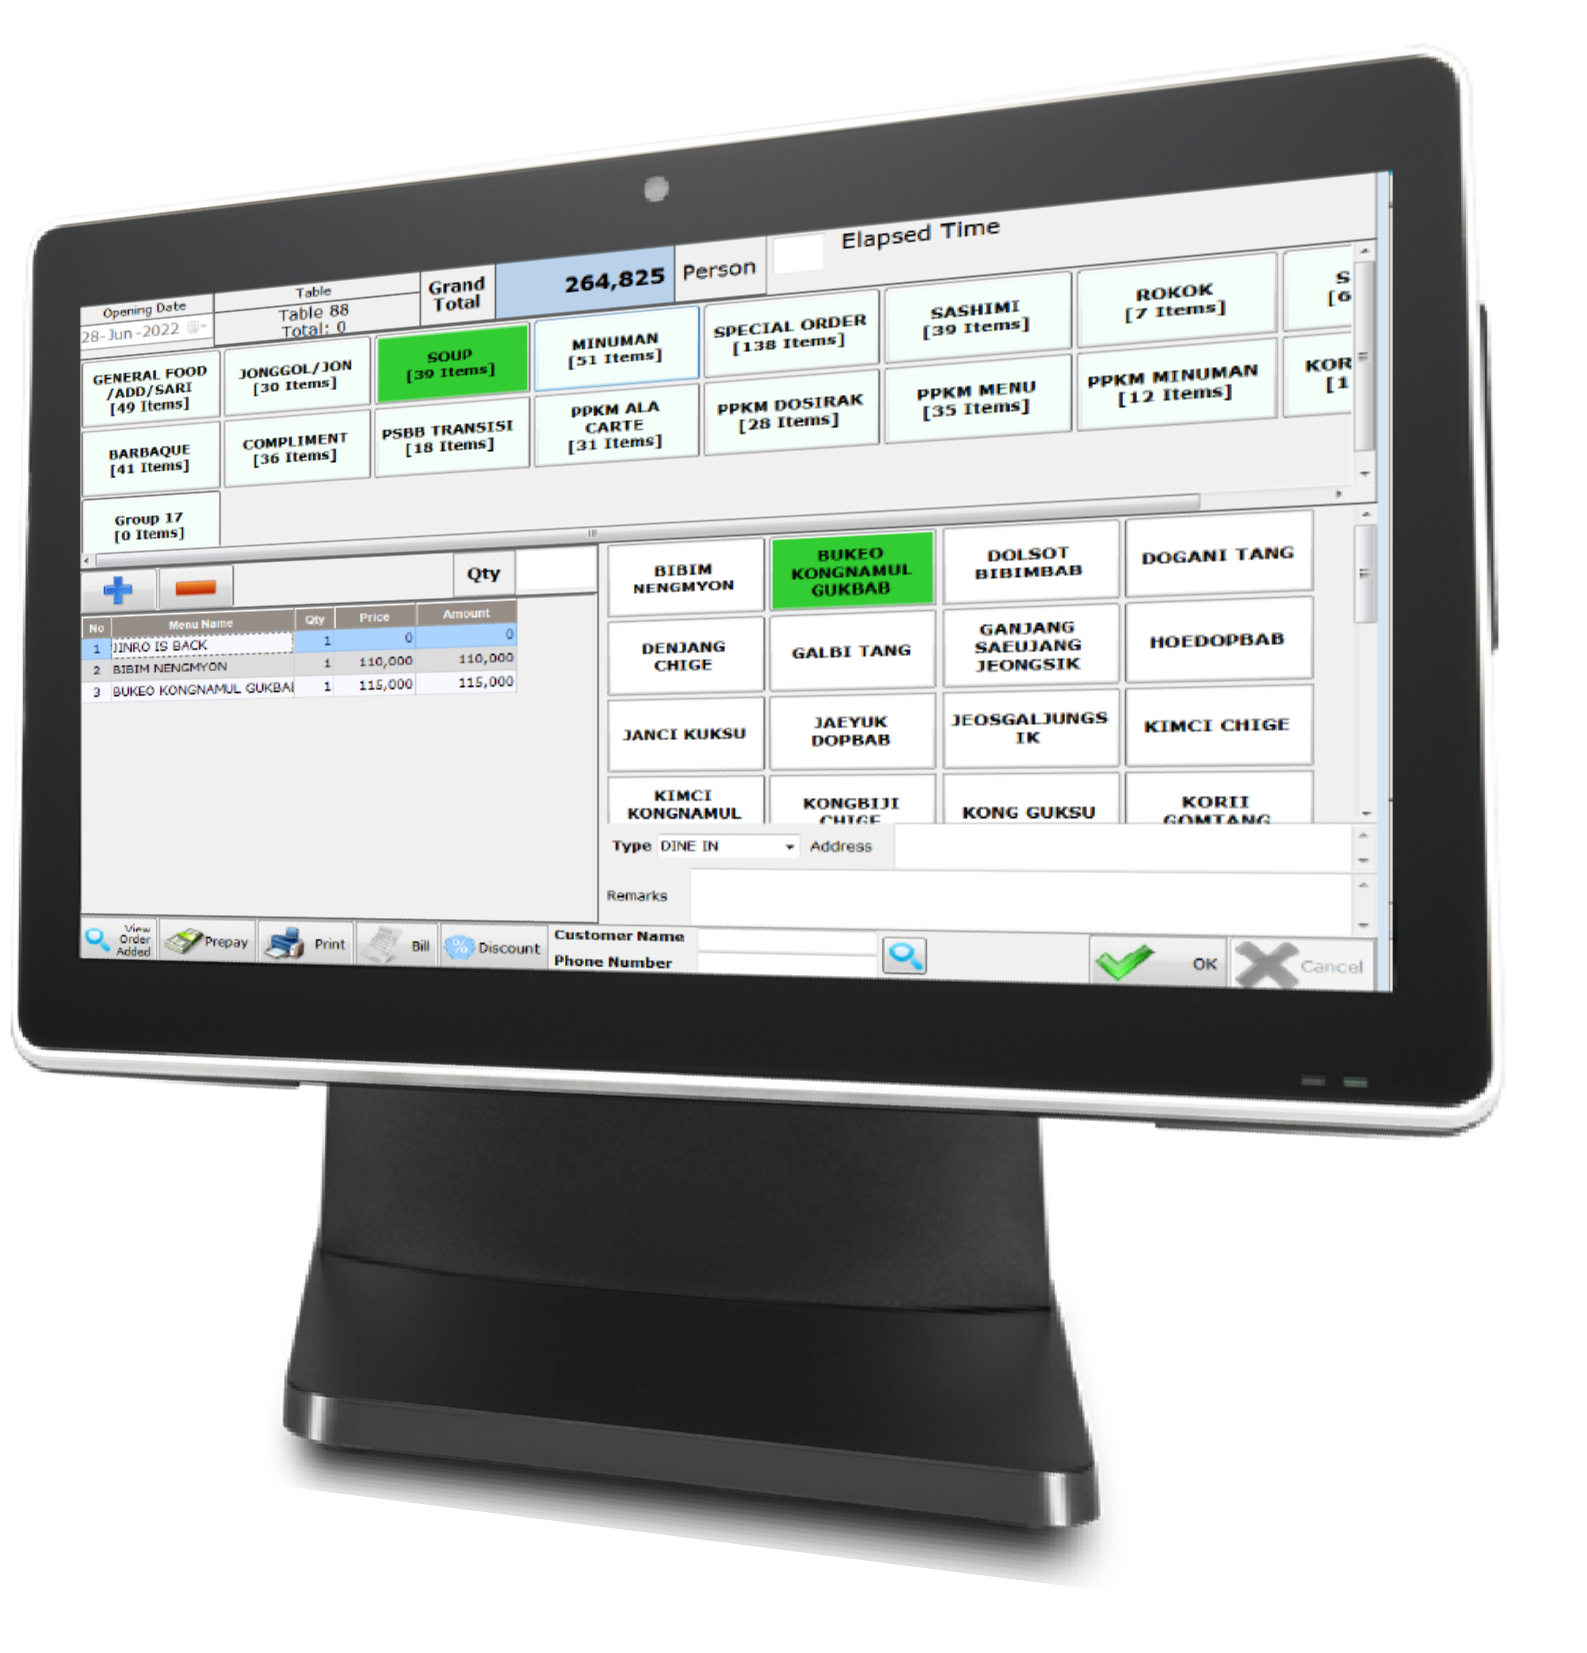 Elapsed Time
Opening Date
Table
Grand
Total
264,825
Person
28-Jun-2022
Table 88
Total: 0
GENERAL FOOD
/ADD/SARI
[49 Items]
JONGGOL/JON
[30 Items]
SOUP
[39 Items]
MINUMAN
[51 Items]
SPECIAL ORDER
[138 Items]
SASHIMI
[39 Items]
ROKOK
[7 Items]
S
[6
BARBAQUE
[41 Items]
COMPLIMENT
[36 Items]
PSBB TRANSISI
[18 Items]
PPKM ALA
CARTE
[31 Items]
PPKM DOSIRAK
[28 Items]
PPKM MENU
[35 Items]
PPKM MINUMAN
[12 Items]
KOR
[1
Group 17
[0 Items]
Qty
No Menu Name Qty Price Amount
1 JINRO IS BACK 1 0 0
2 BIBIM NENGMYON 1 110,000 110,000
3 BUKEO KONGNAMUL GUKBAI 1 115,000 115,000
BIBIM
NENGMYON
BUKEO
KONGNAMUL
GUKBAB
DOLSOT
BIBIMBAB
DOGANI TANG
DENJANG
CHIGE
GALBI TANG
GANJANG
SAEUJANG
JEONGSIK
HOEDOPBAB
JANCI KUKSU
JAEYUK
DOPBAB
JEOSGALJUNGS
IK
KIMCI CHIGE
KIMCI
KONGNAMUL
KONGBIJI
CHIGE
KONG GUKSU
KORII
GOMTANG
Type DINE IN Address
Remarks
View
Order
Added
Prepay
Print
Bill
Discount
Customer Name
Phone Number
OK
Cancel